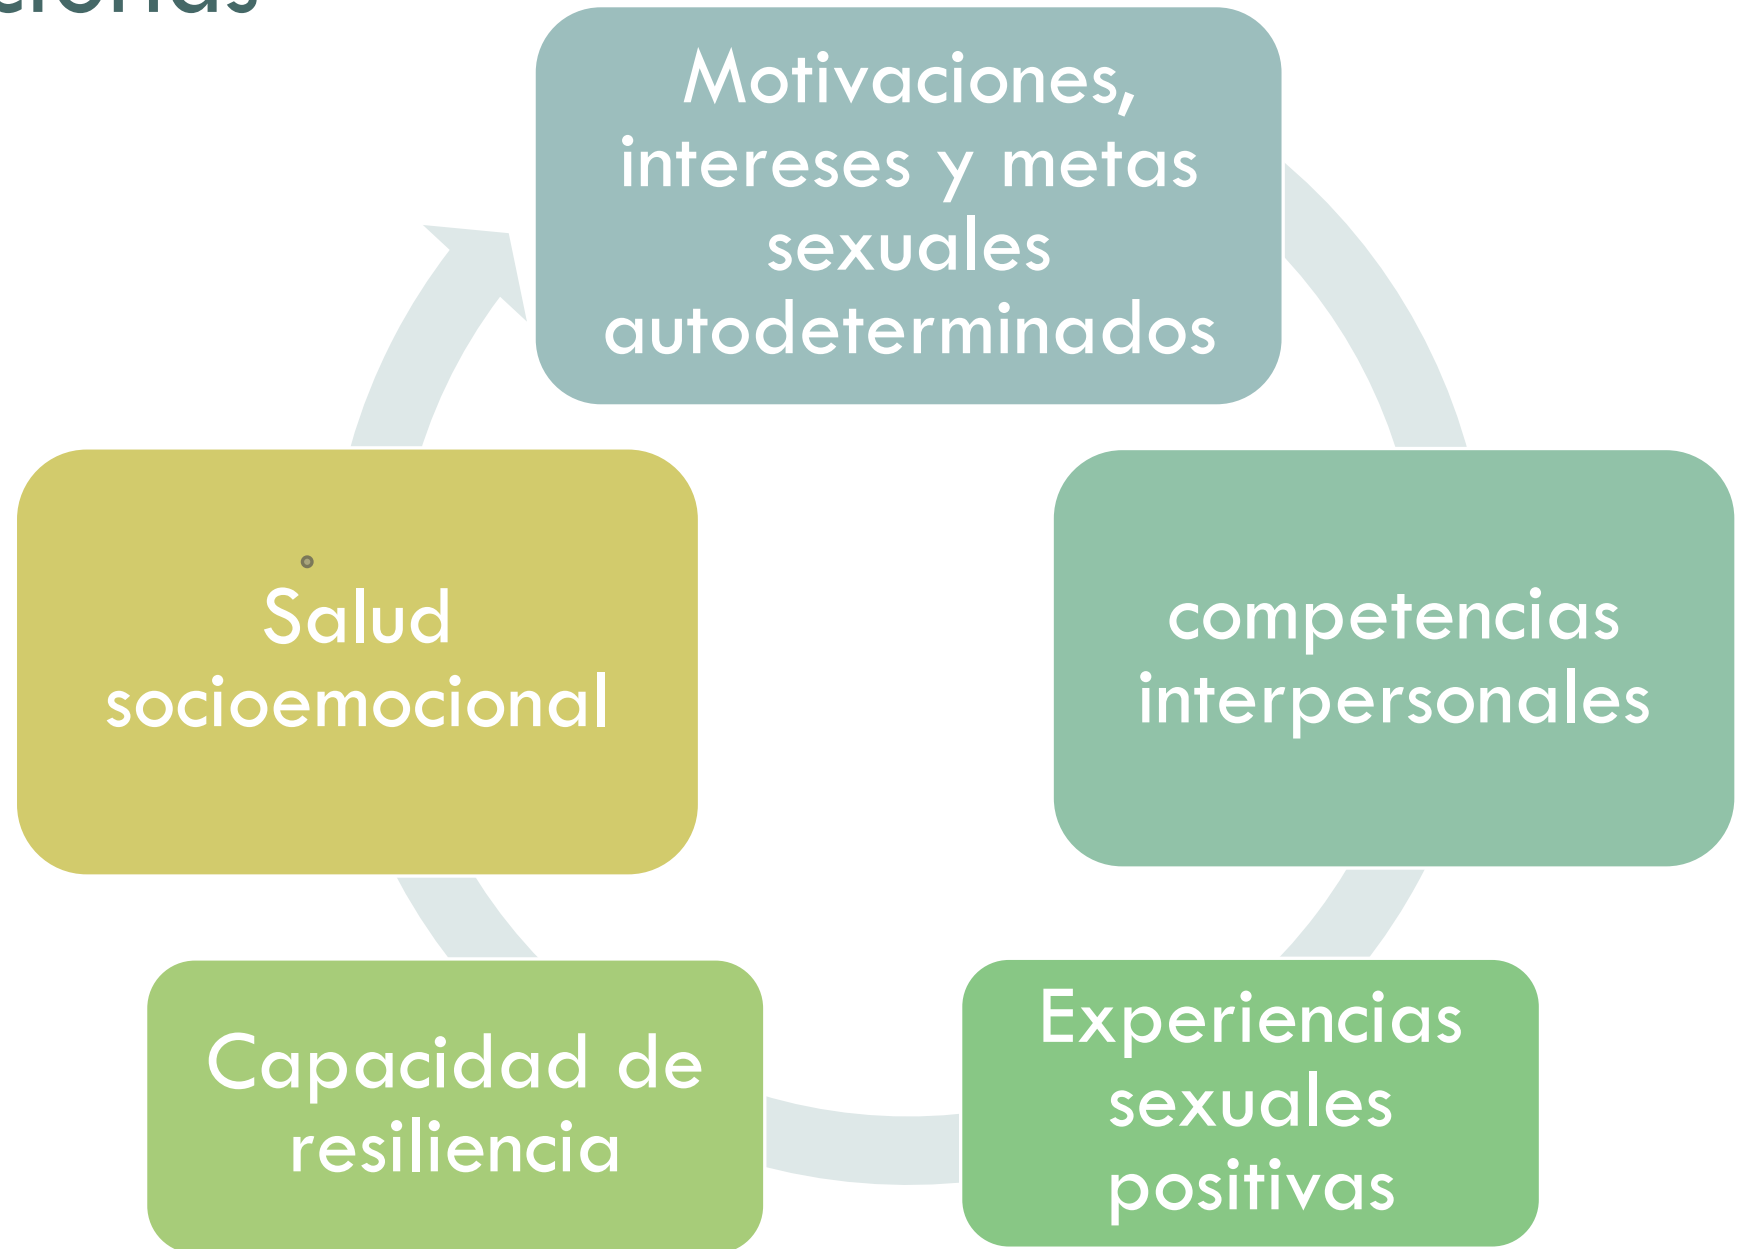 Motivaciones,
intereses y metas
sexuales
autodeterminados
competencias
interpersonales
Experiencias
sexuales
positivas
Capacidad de
resiliencia
Salud
socioemocional